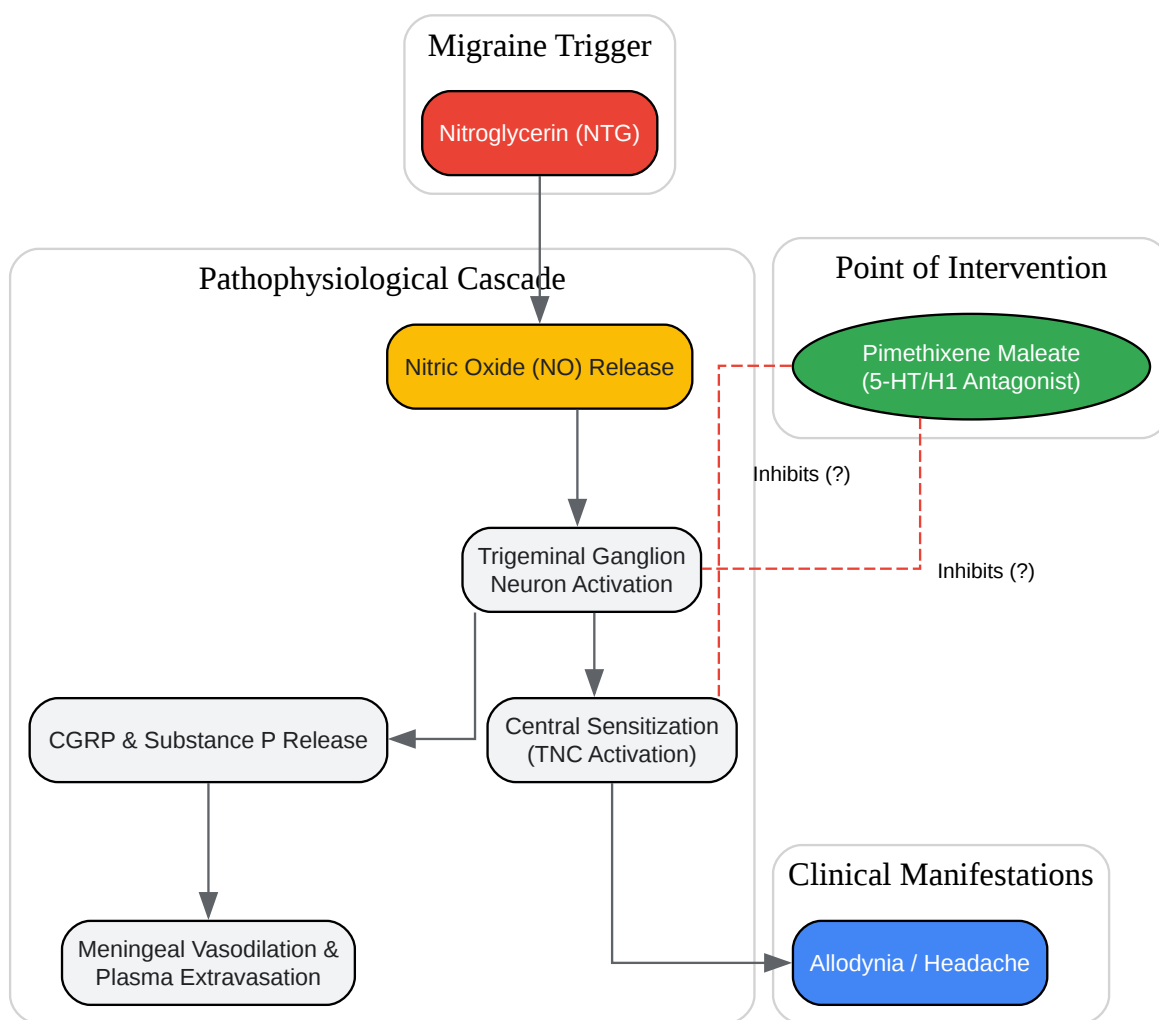 Migraine Trigger
Nitroglycerin (NTG)
Pathophysiological Cascade
Point of Intervention
Nitric Oxide (NO) Release
Pimethixene Maleate
(5-HT/H1 Antagonist)
Inhibits (?)
Trigeminal Ganglion
Neuron Activation
Inhibits (?)
CGRP & Substance P Release
Central Sensitization
(TNC Activation)
Clinical Manifestations
Meningeal Vasodilation &
Plasma Extravasation
Allodynia / Headache